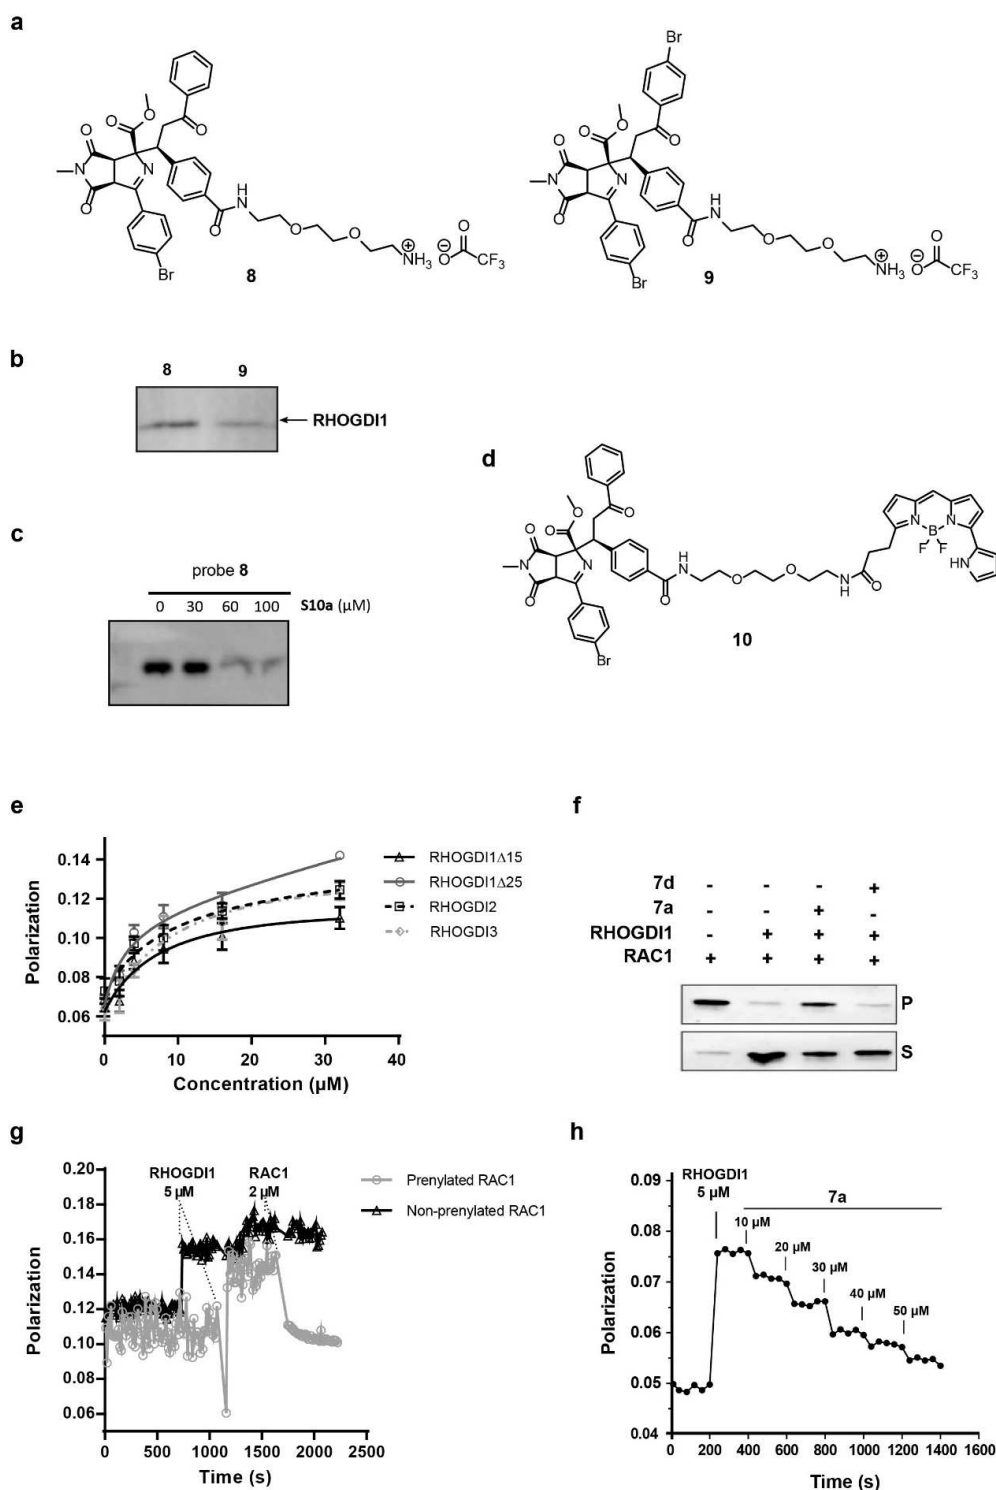 a
8
9
b
8 9
RHOGDI1
c
probe 8
0 30 60 100 S10a (µM)
d
10
e
Polarization
0.14
0.12
0.10
0.08
0.06
0 10 20 30 40
Concentration (µM)
RHOGDI1Δ15
RHOGDI1Δ25
RHOGDI2
RHOGDI3
f
7d - - - +
7a - - + -
RHOGDI1 - + + +
RAC1 + + + +
P
S
g
Polarization
0.20
0.18
0.16
0.14
0.12
0.10
0.08
0.06
0 500 1000 1500 2000 2500
Time (s)
RHOGDI1
5 µM
RAC1
2 µM
Prenylated RAC1
Non-prenylated RAC1
h
Polarization
0.09
0.08
0.07
0.06
0.05
0.04
0 200 400 600 800 1000 1200 1400 1600
Time (s)
RHOGDI1
5 µM
7a
10 µM
20 µM
30 µM
40 µM
50 µM